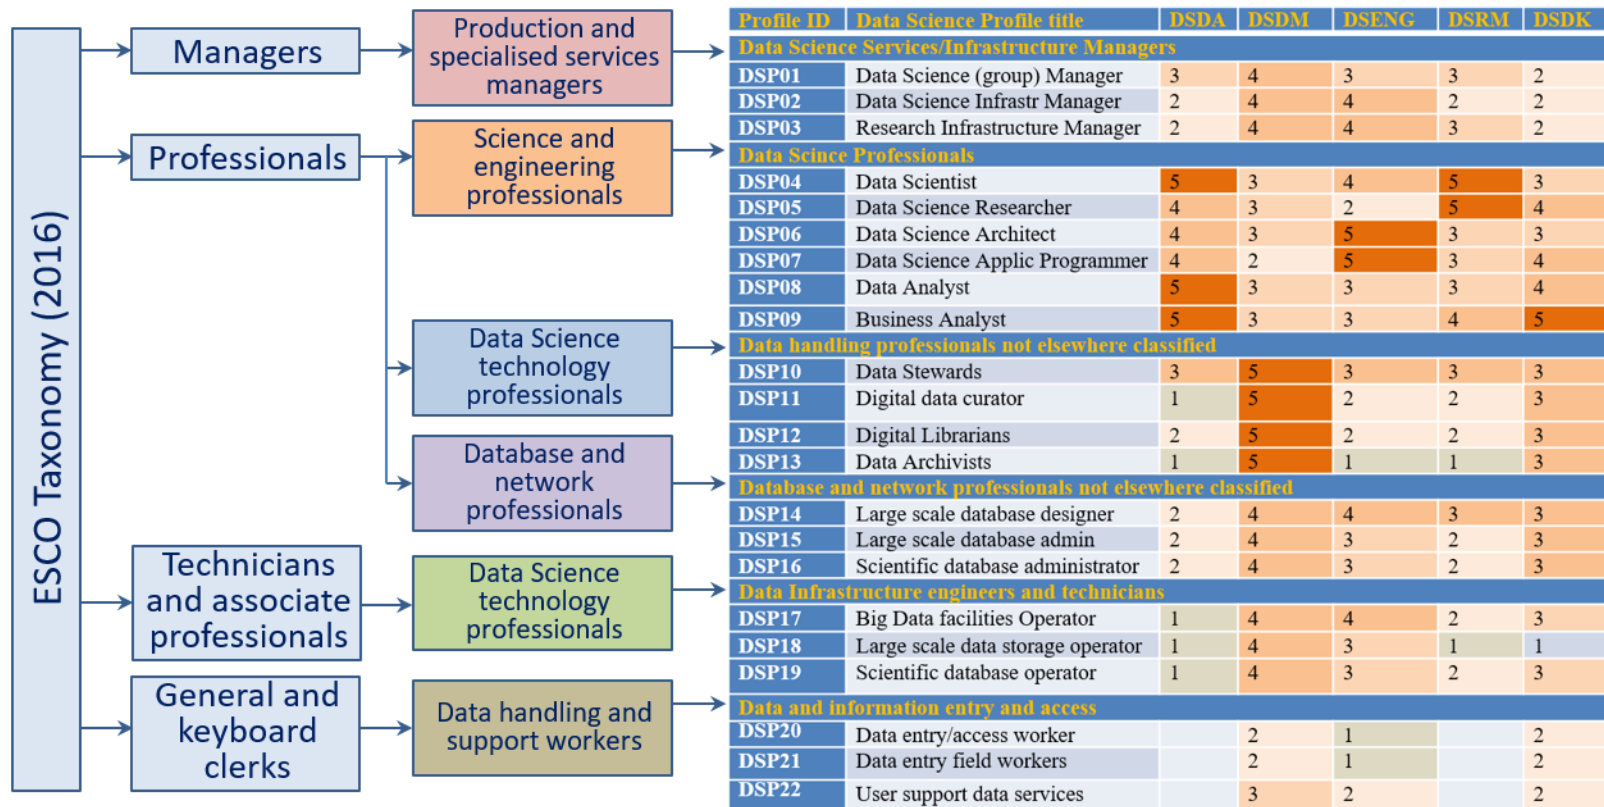 ESCO Taxonomy (2016)
Managers
Professionals
Technicians
and associate
professionals
General and
keyboard
clerks
Production and
specialised services
managers
Science and
engineering
professionals
Data Science
technology
professionals
Database and
network
professionals
Data Science
technology
professionals
Data handling and
support workers
Profile ID Data Science Profile title DSDA DSDM DSENG DSRM DSDK
Data Science Services/Infrastructure Managers
DSP01 Data Science (group) Manager 3 4 3 3 2
DSP02 Data Science Infrastr Manager 2 4 4 2 2
DSP03 Research Infrastructure Manager 2 4 4 3 2
Data Scince Professionals
DSP04 Data Scientist 5 3 4 5 3
DSP05 Data Science Researcher 4 3 2 5 4
DSP06 Data Science Architect 4 3 5 3 3
DSP07 Data Science Applic Programmer 4 2 5 3 4
DSP08 Data Analyst 5 3 3 3 4
DSP09 Business Analyst 5 3 3 4 5
Data handling professionals not elsewhere classified
DSP10 Data Stewards 3 5 3 3 3
DSP11 Digital data curator 1 5 2 2 3
DSP12 Digital Librarians 2 5 2 2 3
DSP13 Data Archivists 1 5 1 1 3
Database and network professionals not elsewhere classified
DSP14 Large scale database designer 2 4 4 3 3
DSP15 Large scale database admin 2 4 3 2 3
DSP16 Scientific database administrator 2 4 3 2 3
Data Infrastructure engineers and technicians
DSP17 Big Data facilities Operator 1 4 4 2 3
DSP18 Large scale data storage operator 1 4 3 1 1
DSP19 Scientific database operator 1 4 3 2 3
Data and information entry and access
DSP20 Data entry/access worker 2 1 2
DSP21 Data entry field workers 2 1 2
DSP22 User support data services 3 2 2